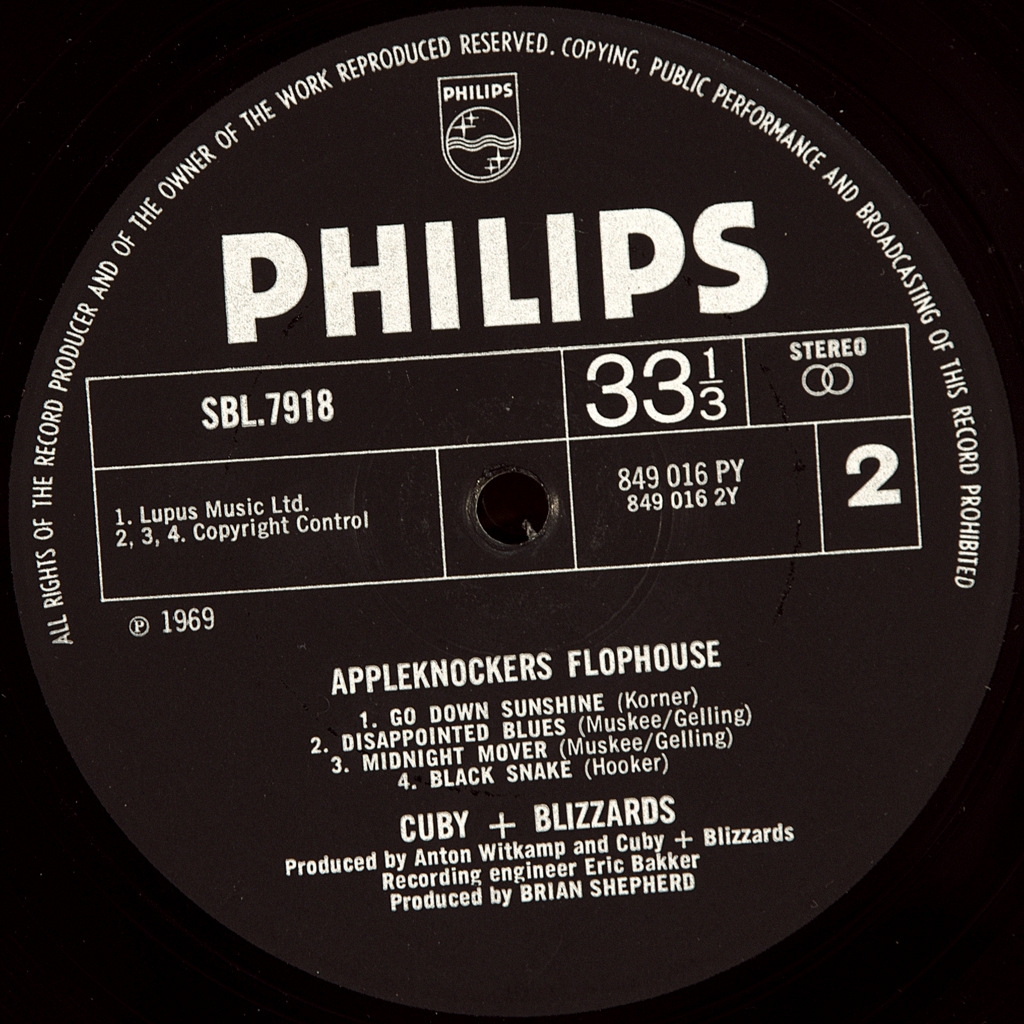 ALL RIGHTS OF THE RECORD PRODUCER AND OF THE OWNER OF THE WORK REPRODUCED RESERVED. COPYING, PUBLIC PERFORMANCE AND BROADCASTING OF THIS RECORD PROHIBITED
PHILIPS
PHILIPS
SBL.7918
33 1/3
STEREO
1. Lupus Music Ltd.
2, 3, 4. Copyright Control
849 016 PY
849 016 2Y
2
℗ 1969
APPLEKNOCKERS FLOPHOUSE
1. GO DOWN SUNSHINE (Korner)
2. DISAPPOINTED BLUES (Muskee/Gelling)
3. MIDNIGHT MOVER (Muskee/Gelling)
4. BLACK SNAKE (Hooker)
CUBY + BLIZZARDS
Produced by Anton Witkamp and Cuby + Blizzards
Recording engineer Eric Bakker
Produced by BRIAN SHEPHERD